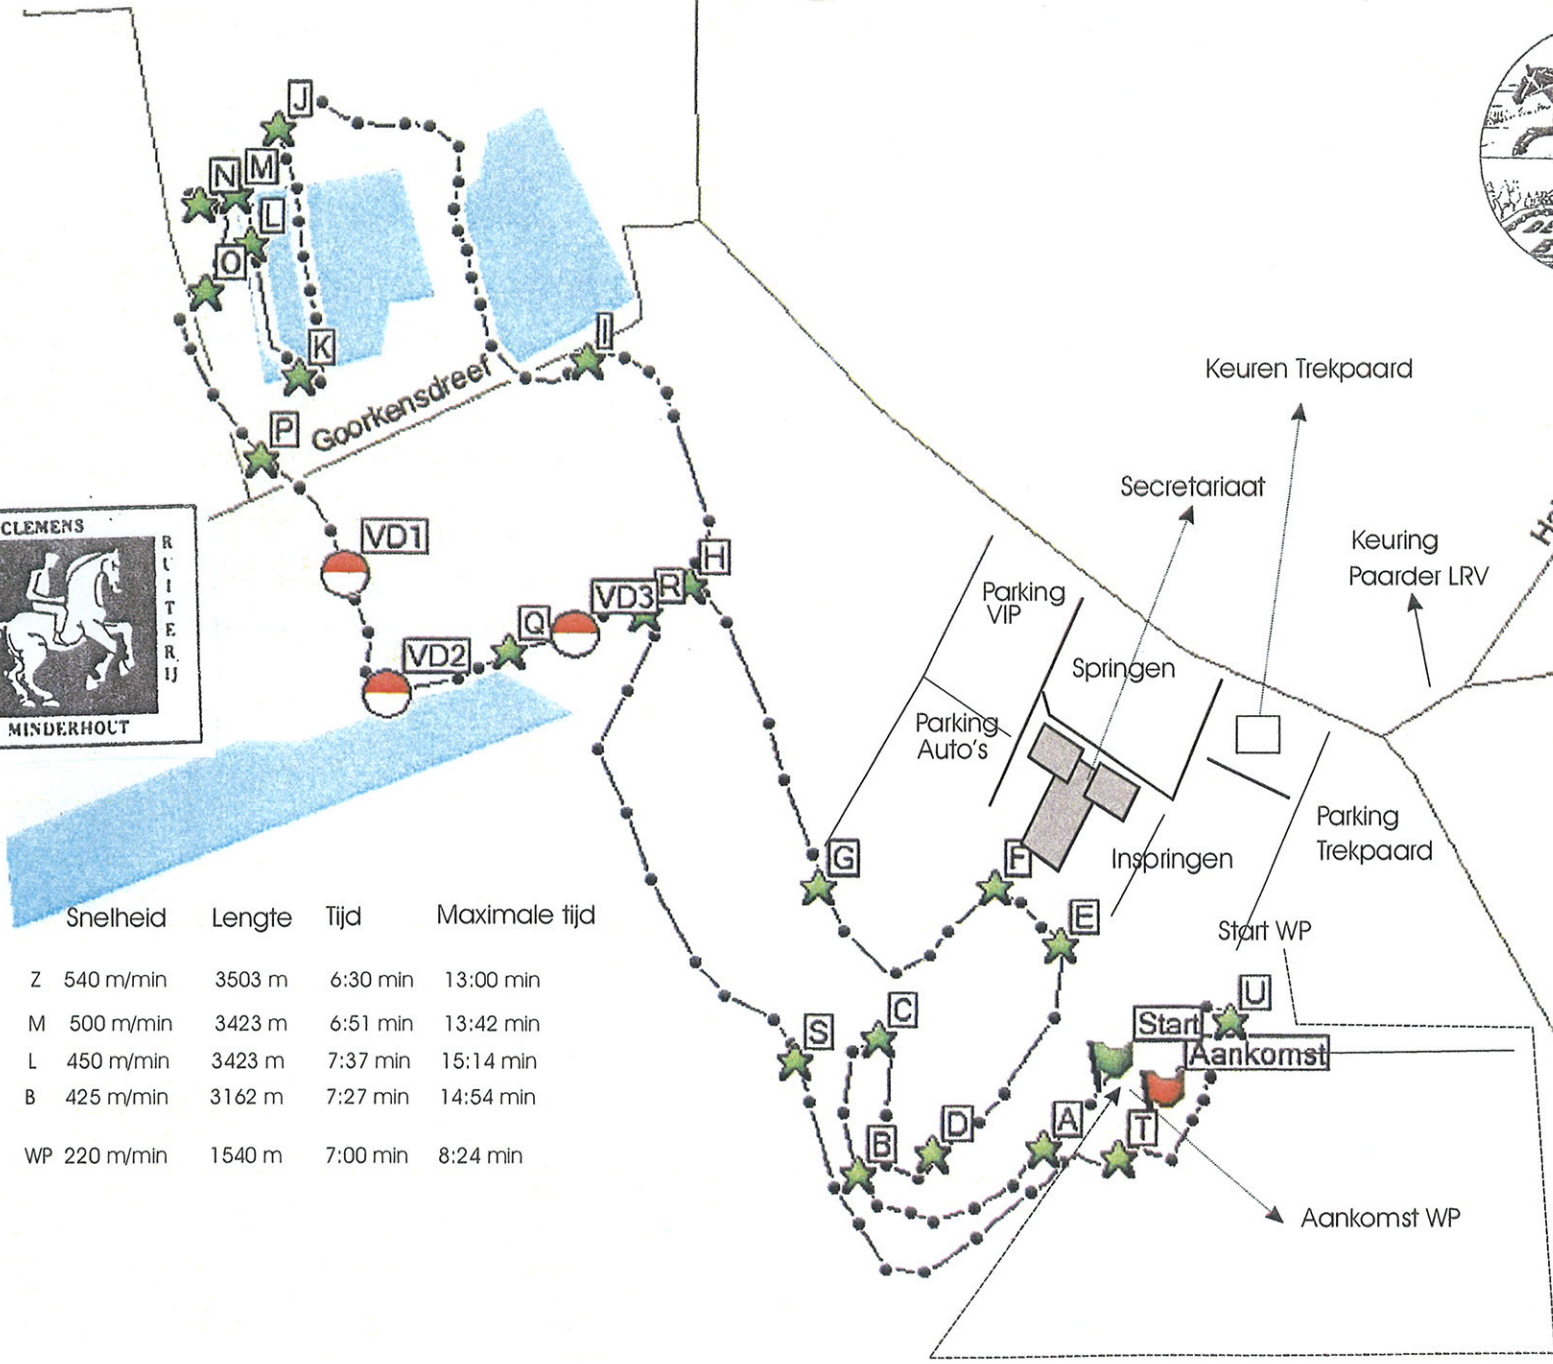 J
N
M
L
O
K
I
Goorkensdreef
P
CLEMENS
RUITERIJ
MINDERHOUT
VD1
VD2
Q
VD3
R
H
Keuren Trekpaard
Secretariaat
Keuring
Paarder LRV
Parking
VIP
Springen
Parking
Auto's
Parking
Trekpaard
Inspringen
G
F
E
Start WP
C
S
U
Start
Aankomst
A
T
B
D
Aankomst WP
Snelheid Lengte Tijd Maximale tijd
Z 540 m/min 3503 m 6:30 min 13:00 min
M 500 m/min 3423 m 6:51 min 13:42 min
L 450 m/min 3423 m 7:37 min 15:14 min
B 425 m/min 3162 m 7:27 min 14:54 min
WP 220 m/min 1540 m 7:00 min 8:24 min